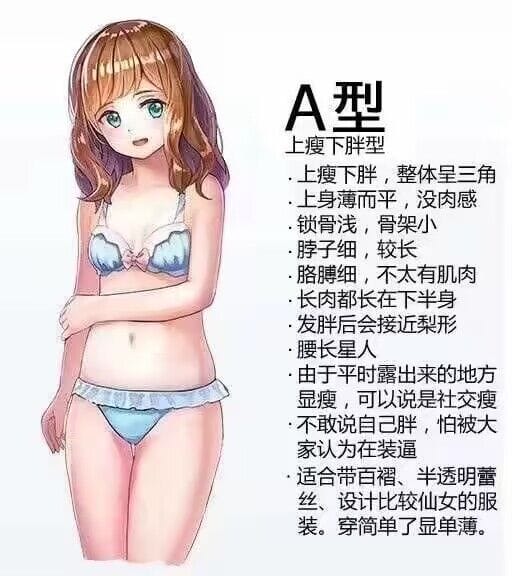 A型
上瘦下胖型
·上瘦下胖，整体呈三角
·上身薄而平，没肉感
·锁骨浅，骨架小
·脖子细，较长
·胳膊细，不太有肌肉
·长肉都长在下半身
·发胖后会接近梨形
·腰长星人
·由于平时露出来的地方
显瘦，可以说是社交瘦
·不敢说自己胖，怕被大
家认为在装逼
·适合带百褶、半透明蕾
丝、设计比较仙女的服
装。穿简单了显单薄。